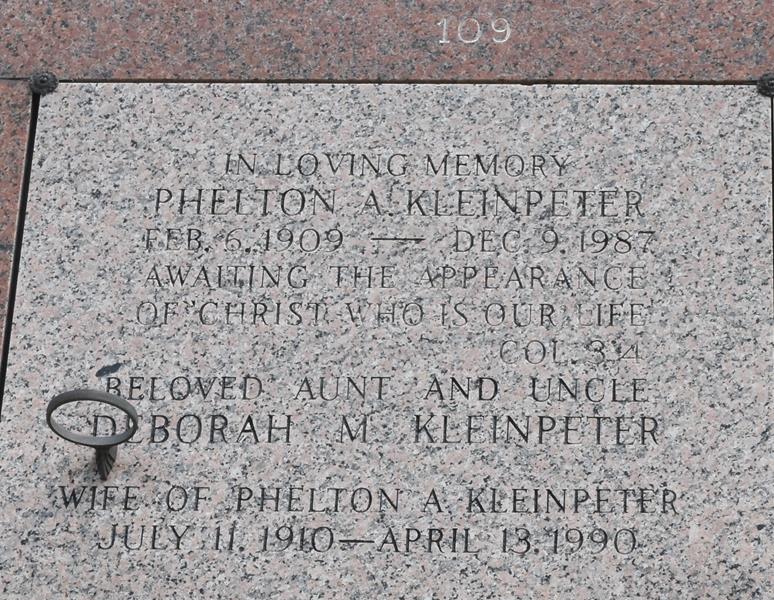 109
IN LOVING MEMORY
PHELTON A. KLEINPETER
FEB. 6. 1909 — DEC. 9. 1987
AWAITING THE APPEARANCE
OF CHRIST WHO IS OUR LIFE
COL. 3:4
BELOVED AUNT AND UNCLE
DEBORAH M KLEINPETER
WIFE OF PHELTON A. KLEINPETER
JULY 11. 1910—APRIL 13. 1990